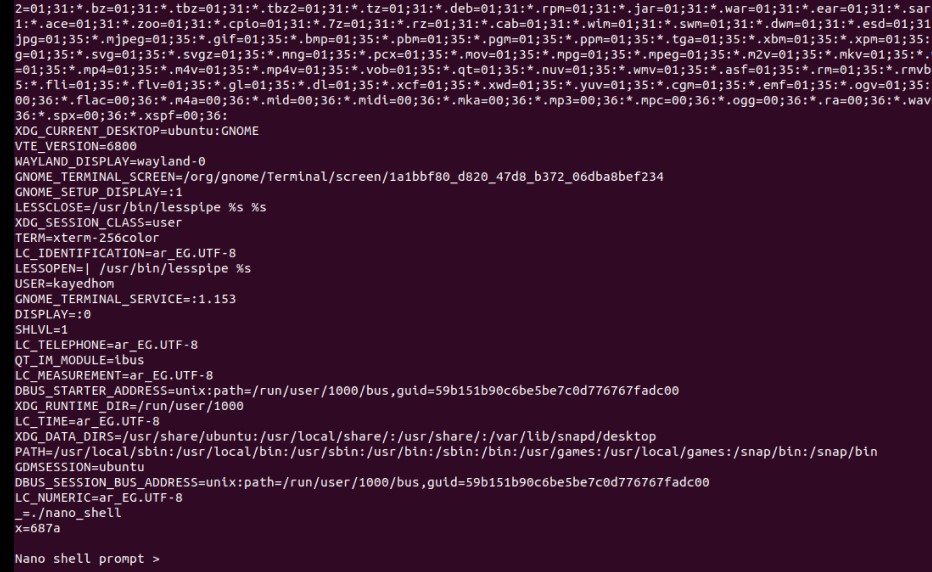 2=01;31:*.bz=01;31:*.tbz=01;31:*.tbz2=01;31:*.tz=01;31:*.deb=01;31:*.rpm=01;31:*.jar=01;31:*.war=01;31:*.ear=01;31:*.sar
1:*.ace=01;31:*.zoo=01;31:*.cpio=01;31:*.7z=01;31:*.rz=01;31:*.cab=01;31:*.wim=01;31:*.swm=01;31:*.dwm=01;31:*.esd=01;31
jpg=01;35:*.mjpeg=01;35:*.gif=01;35:*.bmp=01;35:*.pbm=01;35:*.pgm=01;35:*.ppm=01;35:*.tga=01;35:*.xbm=01;35:*.xpm=01;35:
g=01;35:*.svg=01;35:*.svgz=01;35:*.mng=01;35:*.pcx=01;35:*.mov=01;35:*.mpg=01;35:*.mpeg=01;35:*.m2v=01;35:*.mkv=01;35:*.
=01;35:*.mp4=01;35:*.m4v=01;35:*.mp4v=01;35:*.vob=01;35:*.qt=01;35:*.nuv=01;35:*.wmv=01;35:*.asf=01;35:*.rm=01;35:*.rmvb
5:*.fli=01;35:*.flv=01;35:*.gl=01;35:*.dl=01;35:*.xcf=01;35:*.xwd=01;35:*.yuv=01;35:*.cgm=01;35:*.emf=01;35:*.ogv=01;35:
00;36:*.flac=00;36:*.m4a=00;36:*.mid=00;36:*.midi=00;36:*.mka=00;36:*.mp3=00;36:*.mpc=00;36:*.ogg=00;36:*.ra=00;36:*.wav
36:*.spx=00;36:*.xspf=00;36:
XDG_CURRENT_DESKTOP=ubuntu:GNOME
VTE_VERSION=6800
WAYLAND_DISPLAY=wayland-0
GNOME_TERMINAL_SCREEN=/org/gnome/Terminal/screen/1a1bbf80_d820_47d8_b372_06dba8bef234
GNOME_SETUP_DISPLAY=:1
LESSCLOSE=/usr/bin/lesspipe %s %s
XDG_SESSION_CLASS=user
TERM=xterm-256color
LC_IDENTIFICATION=ar_EG.UTF-8
LESSOPEN=| /usr/bin/lesspipe %s
USER=kayedhom
GNOME_TERMINAL_SERVICE=:1.153
DISPLAY=:0
SHLVL=1
LC_TELEPHONE=ar_EG.UTF-8
QT_IM_MODULE=ibus
LC_MEASUREMENT=ar_EG.UTF-8
DBUS_STARTER_ADDRESS=unix:path=/run/user/1000/bus,guid=59b151b90c6be5be7c0d776767fadc00
XDG_RUNTIME_DIR=/run/user/1000
LC_TIME=ar_EG.UTF-8
XDG_DATA_DIRS=/usr/share/ubuntu:/usr/local/share/:/usr/share/:/var/lib/snapd/desktop
PATH=/usr/local/sbin:/usr/local/bin:/usr/sbin:/usr/bin:/sbin:/bin:/usr/games:/usr/local/games:/snap/bin:/snap/bin
GDMSESSION=ubuntu
DBUS_SESSION_BUS_ADDRESS=unix:path=/run/user/1000/bus,guid=59b151b90c6be5be7c0d776767fadc00
LC_NUMERIC=ar_EG.UTF-8
_=./nano_shell
x=687a
Nano shell prompt >